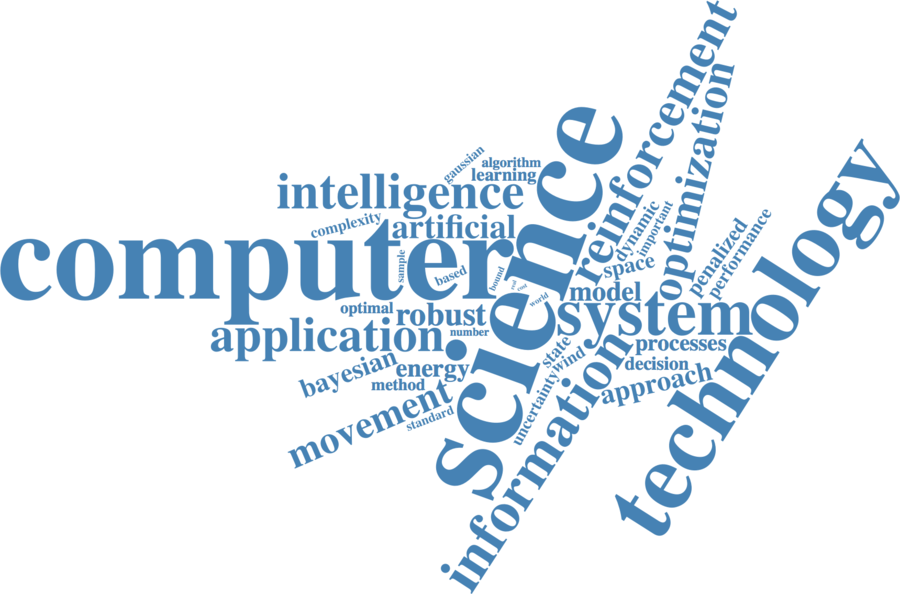 computer
science
technology
reinforcement
optimization
information
system
intelligence
artificial
application
movement
gaussian
algorithm
learning
complexity
sample
based
bound
real
cost
world
dynamic
important
space
model
penalized
performance
optimal
robust
number
bayesian
energy
method
standard
state
wind
uncertainty
processes
decision
approach